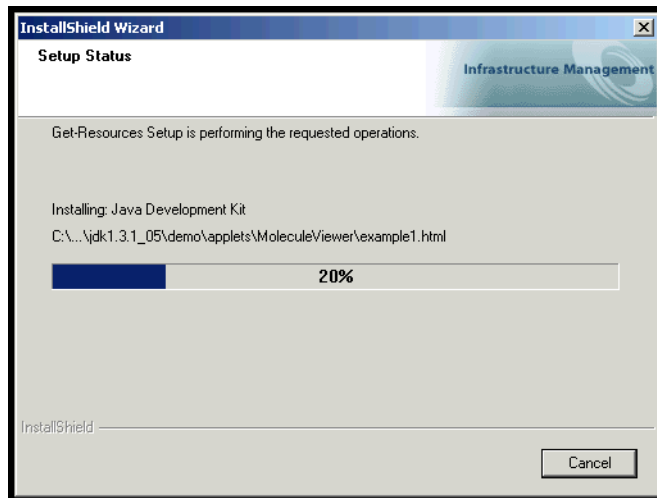 InstallShield Wizard
Setup Status
Infrastructure Management
Get-Resources Setup is performing the requested operations.
Installing: Java Development Kit
C:\...\jdk1.3.1_05\demo\applets\MoleculeViewer\example1.html
20%
InstallShield
Cancel